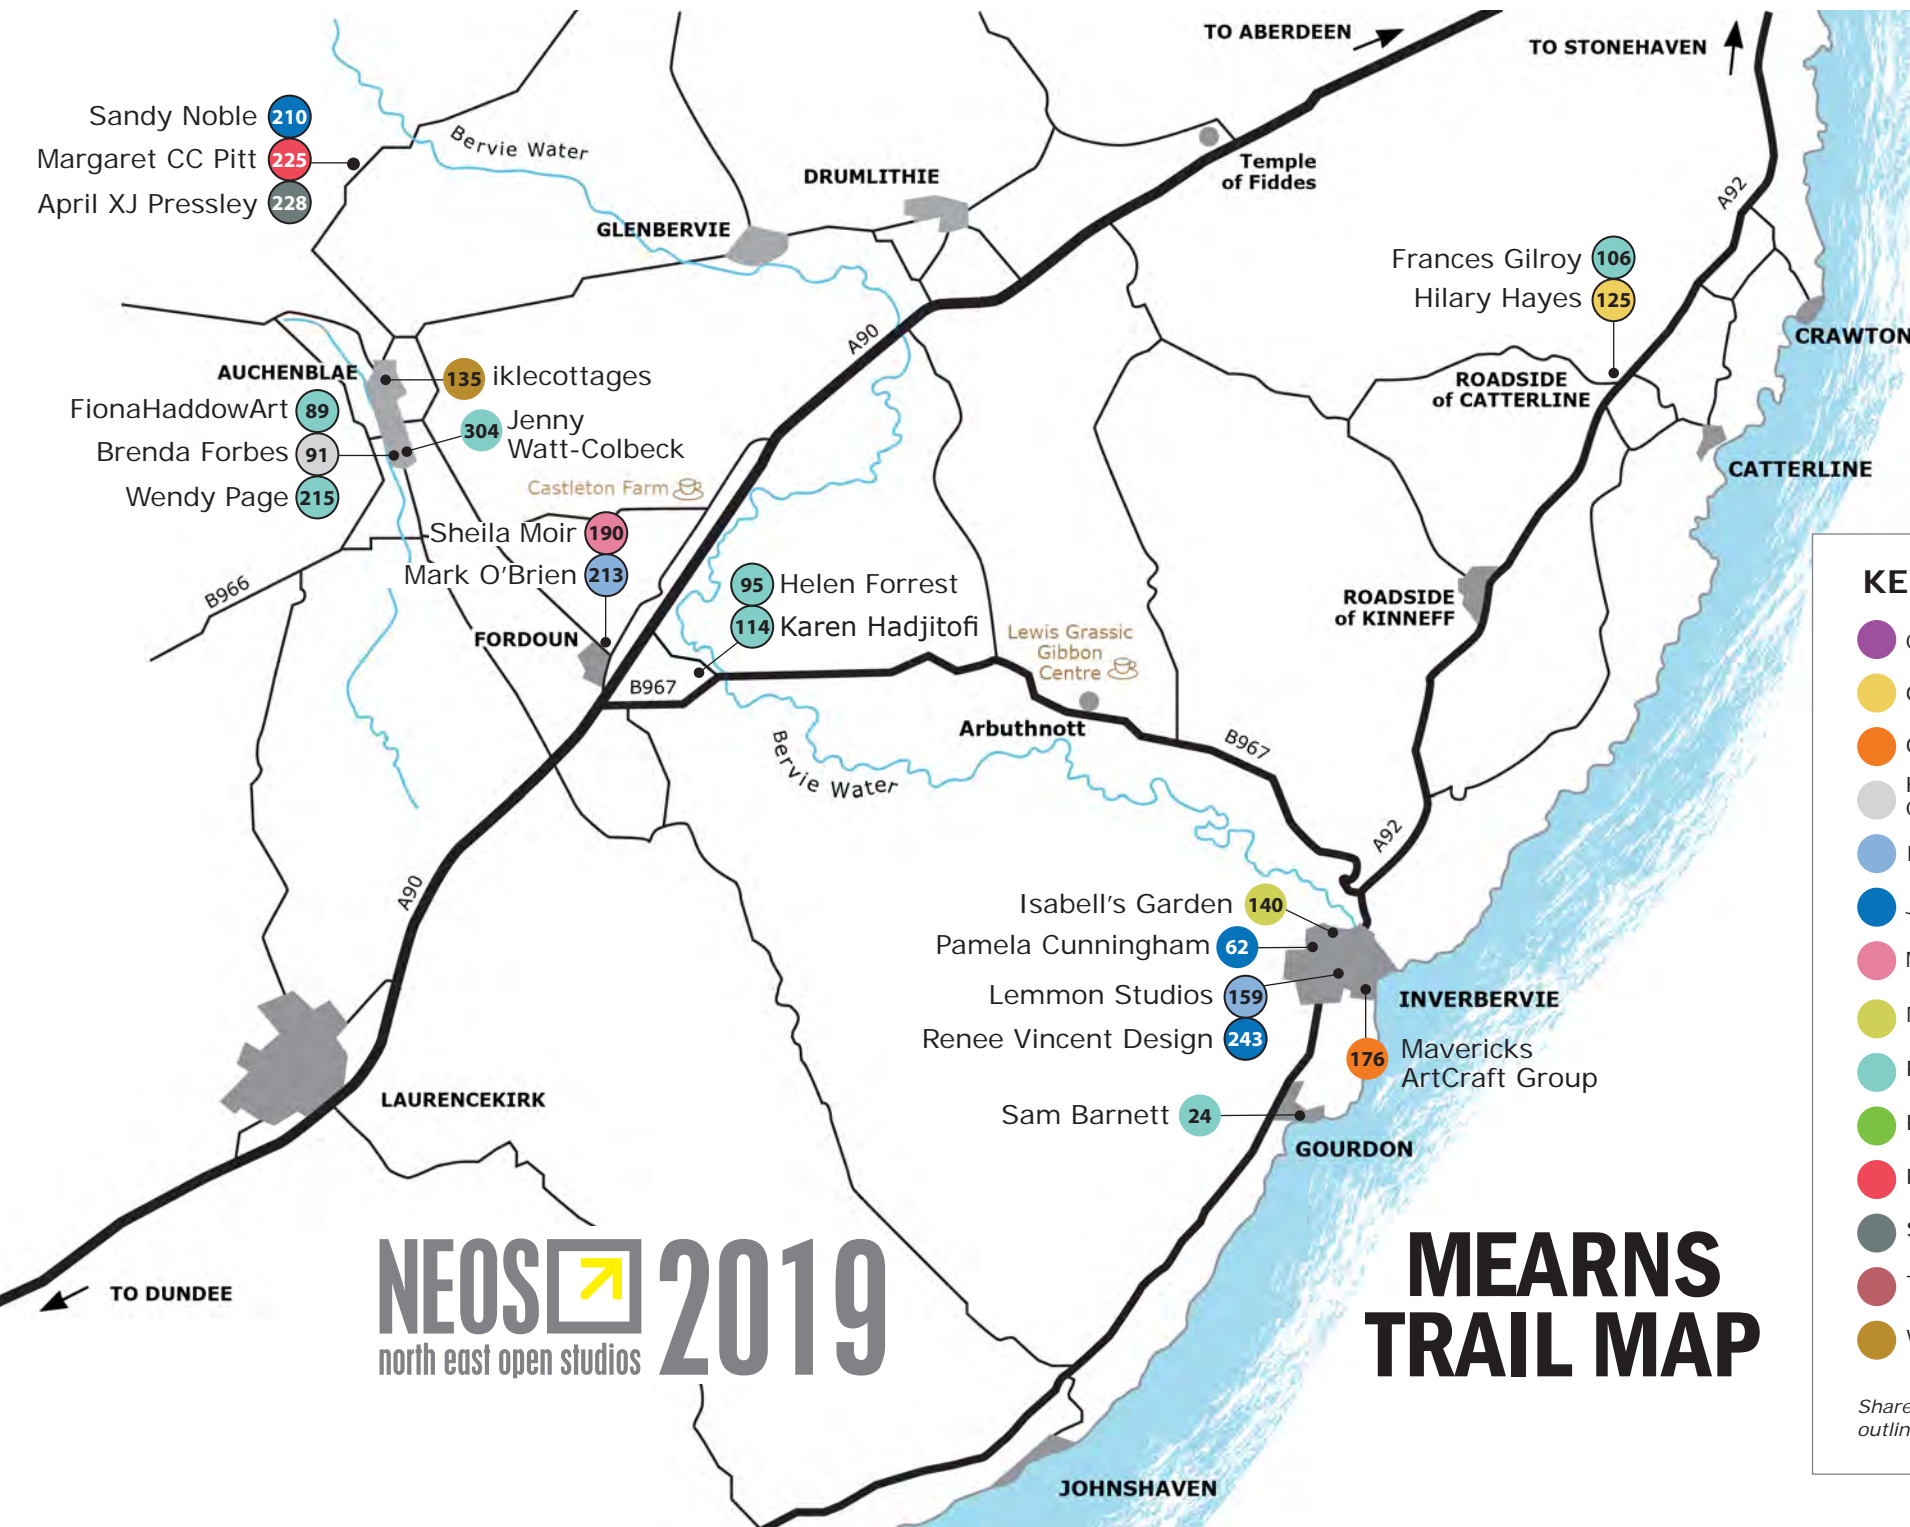 TO ABERDEEN
TO STONEHAVEN
Sandy Noble 210
Margaret CC Pitt 225
April XJ Pressley 228
Bervie Water
DRUMLITHIE
GLENBERVIE
Temple
of Fiddes
A92
Frances Gilroy 106
Hilary Hayes 125
CRAWTON
A90
AUCHENBLAE
135 iklecottages
FionaHaddowArt 89
Brenda Forbes 91
Wendy Page 215
304 Jenny
Watt-Colbeck
ROADSIDE
of CATTERLINE
CATTERLINE
Castleton Farm
Sheila Moir 190
Mark O'Brien 213
B966
95 Helen Forrest
114 Karen Hadjitofi
FORDOUN
B967
Lewis Grassic
Gibbon
Centre
Arbuthnott
ROADSIDE
of KINNEFF
B967
Bervie Water
A92
A90
Isabell's Garden 140
Pamela Cunningham 62
Lemmon Studios 159
Renee Vincent Design 243
INVERBERVIE
176 Mavericks
ArtCraft Group
Sam Barnett 24
GOURDON
LAURENCEKIRK
TO DUNDEE
NEOS 2019
north east open studios
MEARNS
TRAIL MAP
JOHNSHAVEN
KE
Share
outlin